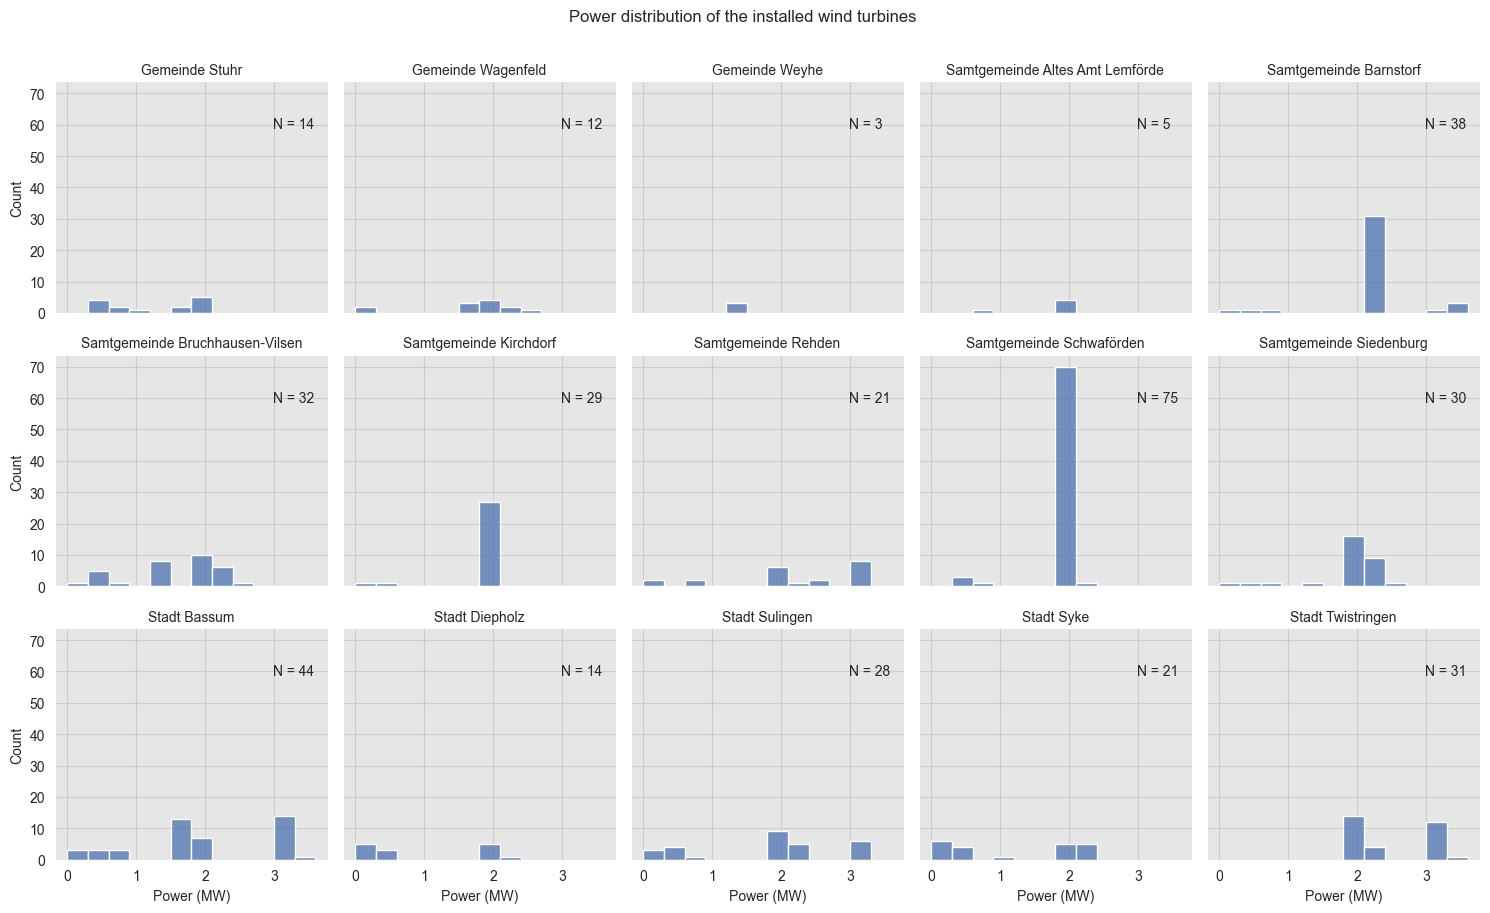 Power distribution of the installed wind turbines
Gemeinde Stuhr
Gemeinde Wagenfeld
Gemeinde Weyhe
Samtgemeinde Altes Amt Lemförde
Samtgemeinde Barnstorf
70
60
50
40
30
20
10
0
Count
N = 14
N = 12
N = 3
N = 5
N = 38
Samtgemeinde Bruchhausen-Vilsen
Samtgemeinde Kirchdorf
Samtgemeinde Rehden
Samtgemeinde Schwaförden
Samtgemeinde Siedenburg
70
60
50
40
30
20
10
0
Count
N = 32
N = 29
N = 21
N = 75
N = 30
Stadt Bassum
Stadt Diepholz
Stadt Sulingen
Stadt Syke
Stadt Twistringen
70
60
50
40
30
20
10
0
Count
N = 44
N = 14
N = 28
N = 21
N = 31
0 1 2 3
0 1 2 3
0 1 2 3
0 1 2 3
0 1 2 3
Power (MW)
Power (MW)
Power (MW)
Power (MW)
Power (MW)